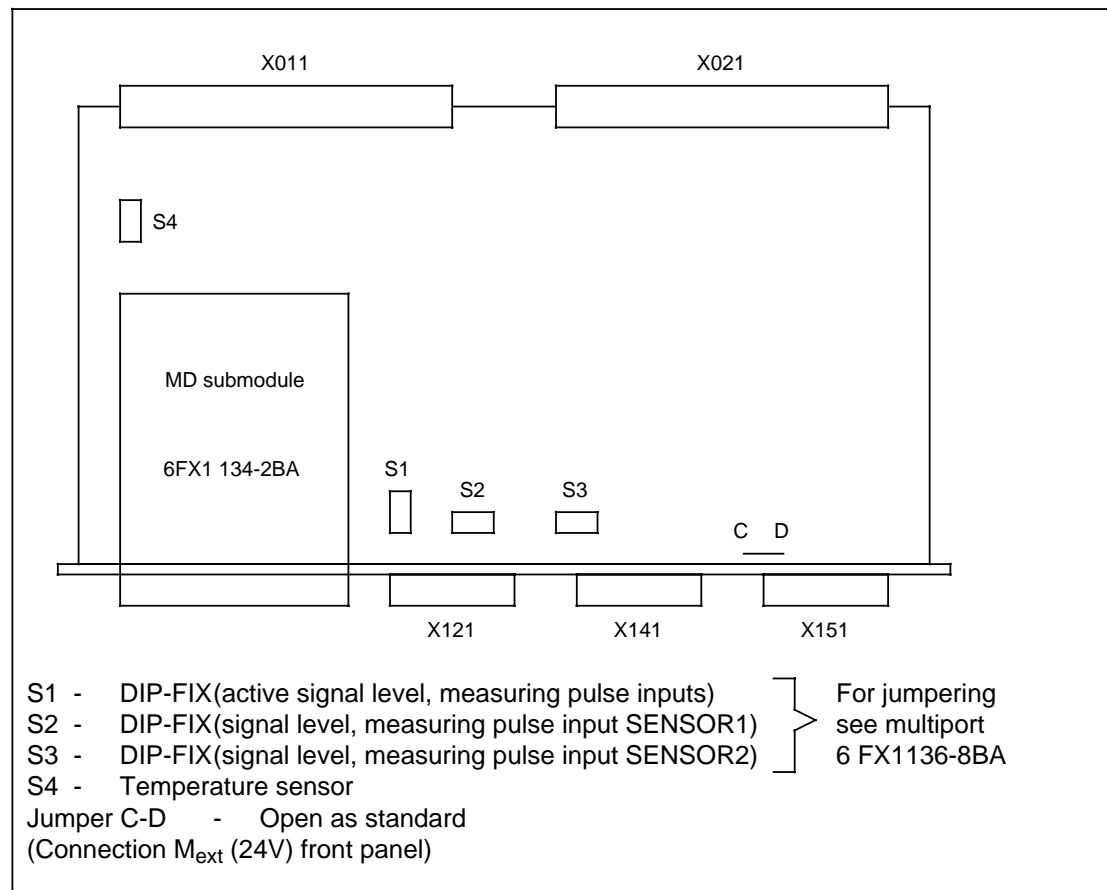 X011
X021
S4
MD submodule
6FX1 134-2BA
S1
S2
S3
C D
X121
X141
X151
S1 - DIP-FIX(active signal level, measuring pulse inputs)
S2 - DIP-FIX(signal level, measuring pulse input SENSOR1)
S3 - DIP-FIX(signal level, measuring pulse input SENSOR2)
For jumpering
see multiport
6 FX1136-8BA
S4 - Temperature sensor
Jumper C-D - Open as standard
(Connection Mext (24V) front panel)